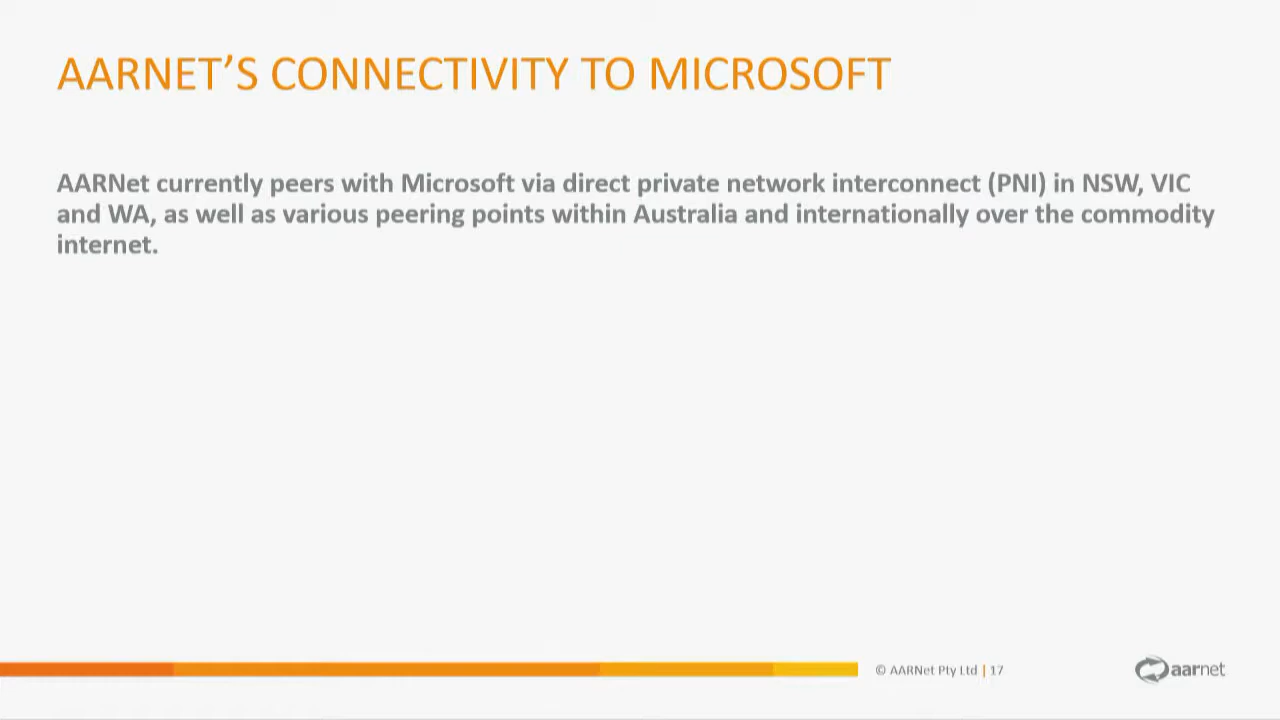 AARNET’S CONNECTIVITY TO MICROSOFT
AARNet currently peers with Microsoft via direct private network interconnect (PNI) in NSW, VIC
and WA, as well as various peering points within Australia and internationally over the commodity
internet.
© AARNet Pty Ltd | 17
aarnet